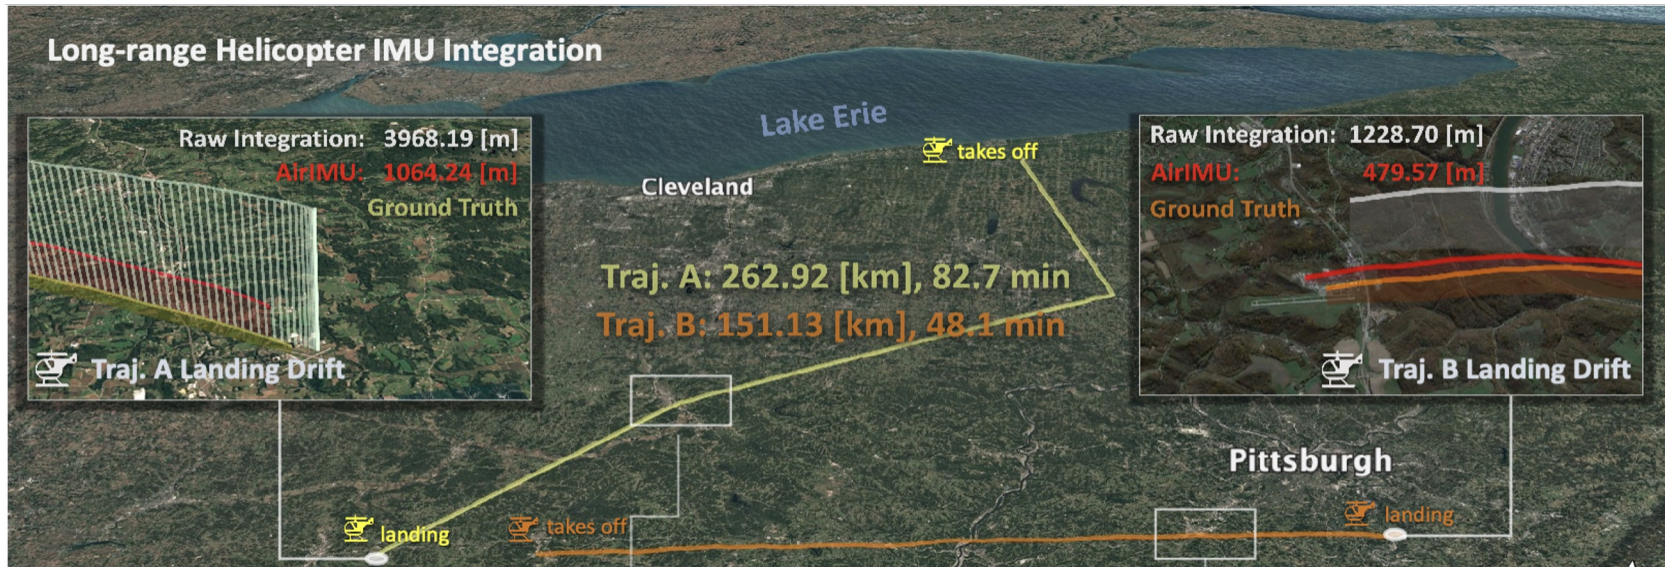 Long-range Helicopter IMU Integration
Raw Integration: 3968.19 [m]
AirIMU: 1064.24 [m]
Ground Truth
Traj. A Landing Drift
Lake Erie
takes off
Cleveland
Traj. A: 262.92 [km], 82.7 min
Traj. B: 151.13 [km], 48.1 min
Raw Integration: 1228.70 [m]
AirIMU: 479.57 [m]
Ground Truth
Traj. B Landing Drift
Pittsburgh
landing
takes off
landing